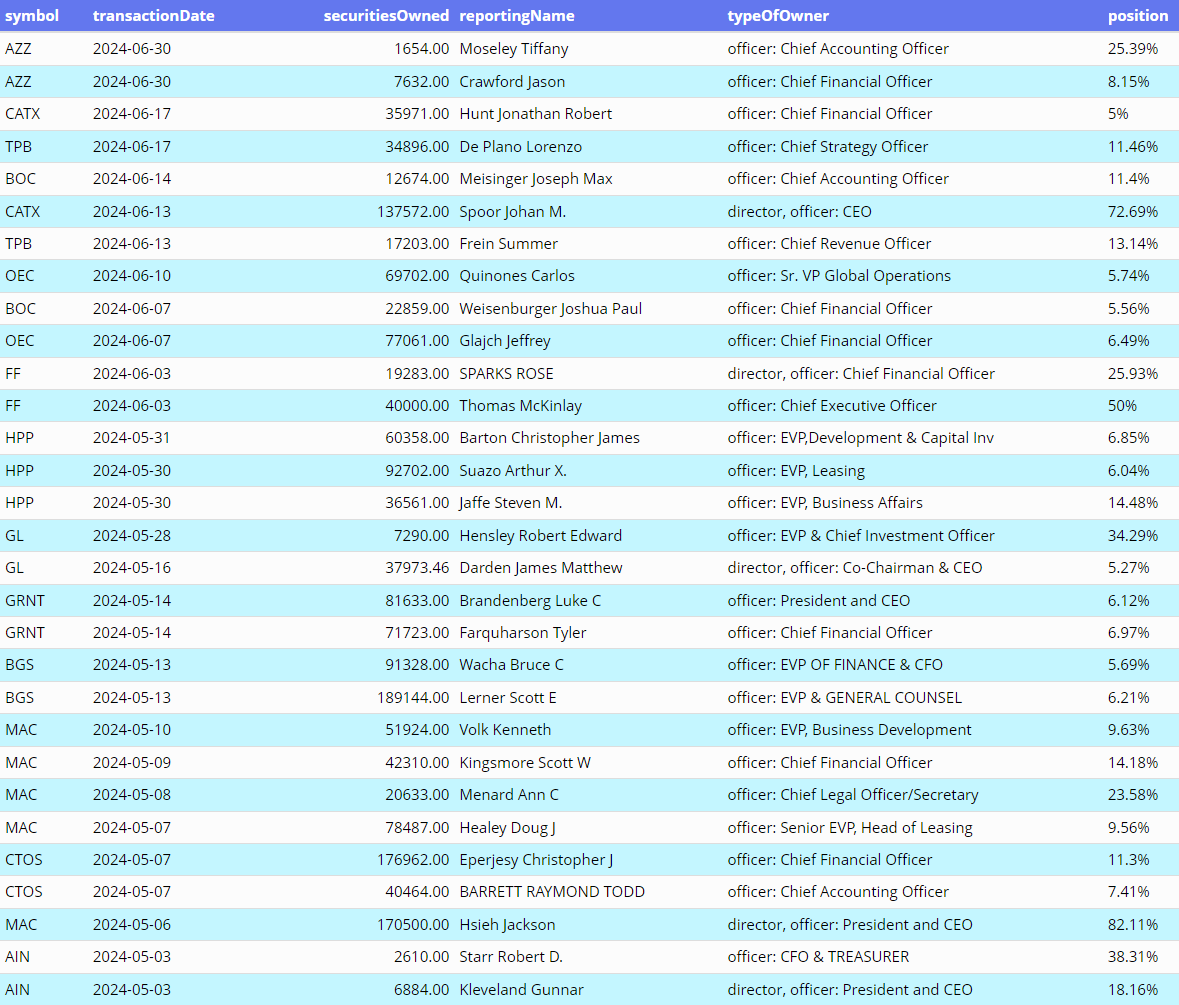 symbol transactionDate securitiesOwned reportingName typeOfOwner position
AZZ 2024-06-30 1654.00 Moseley Tiffany officer: Chief Accounting Officer 25.39%
AZZ 2024-06-30 7632.00 Crawford Jason officer: Chief Financial Officer 8.15%
CATX 2024-06-17 35971.00 Hunt Jonathan Robert officer: Chief Financial Officer 5%
TPB 2024-06-17 34896.00 De Plano Lorenzo officer: Chief Strategy Officer 11.46%
BOC 2024-06-14 12674.00 Meisinger Joseph Max officer: Chief Accounting Officer 11.4%
CATX 2024-06-13 137572.00 Spoor Johan M. director, officer: CEO 72.69%
TPB 2024-06-13 17203.00 Frein Summer officer: Chief Revenue Officer 13.14%
OEC 2024-06-10 69702.00 Quinones Carlos officer: Sr. VP Global Operations 5.74%
BOC 2024-06-07 22859.00 Weisenburger Joshua Paul officer: Chief Financial Officer 5.56%
OEC 2024-06-07 77061.00 Glajch Jeffrey officer: Chief Financial Officer 6.49%
FF 2024-06-03 19283.00 SPARKS ROSE director, officer: Chief Financial Officer 25.93%
FF 2024-06-03 40000.00 Thomas McKinlay officer: Chief Executive Officer 50%
HPP 2024-05-31 60358.00 Barton Christopher James officer: EVP,Development & Capital Inv 6.85%
HPP 2024-05-30 92702.00 Suazo Arthur X. officer: EVP, Leasing 6.04%
HPP 2024-05-30 36561.00 Jaffe Steven M. officer: EVP, Business Affairs 14.48%
GL 2024-05-28 7290.00 Hensley Robert Edward officer: EVP & Chief Investment Officer 34.29%
GL 2024-05-16 37973.46 Darden James Matthew director, officer: Co-Chairman & CEO 5.27%
GRNT 2024-05-14 81633.00 Brandenberg Luke C officer: President and CEO 6.12%
GRNT 2024-05-14 71723.00 Farquharson Tyler officer: Chief Financial Officer 6.97%
BGS 2024-05-13 91328.00 Wacha Bruce C officer: EVP OF FINANCE & CFO 5.69%
BGS 2024-05-13 189144.00 Lerner Scott E officer: EVP & GENERAL COUNSEL 6.21%
MAC 2024-05-10 51924.00 Volk Kenneth officer: EVP, Business Development 9.63%
MAC 2024-05-09 42310.00 Kingsmore Scott W officer: Chief Financial Officer 14.18%
MAC 2024-05-08 20633.00 Menard Ann C officer: Chief Legal Officer/Secretary 23.58%
MAC 2024-05-07 78487.00 Healey Doug J officer: Senior EVP, Head of Leasing 9.56%
CTOS 2024-05-07 176962.00 Eperjesy Christopher J officer: Chief Financial Officer 11.3%
CTOS 2024-05-07 40464.00 BARRETT RAYMOND TODD officer: Chief Accounting Officer 7.41%
MAC 2024-05-06 170500.00 Hsieh Jackson director, officer: President and CEO 82.11%
AIN 2024-05-03 2610.00 Starr Robert D. officer: CFO & TREASURER 38.31%
AIN 2024-05-03 6884.00 Kleveland Gunnar director, officer: President and CEO 18.16%